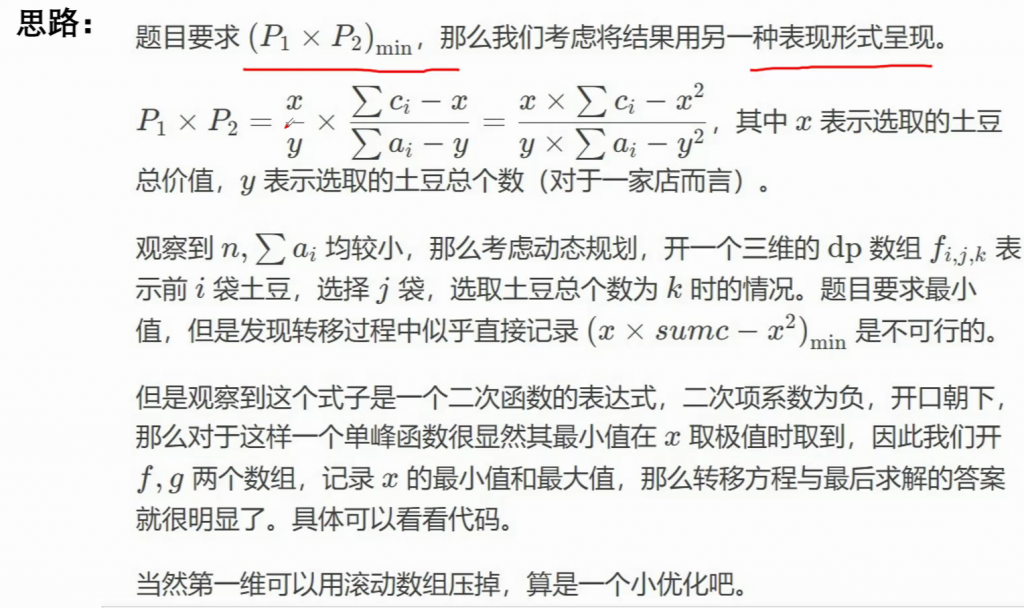 思路：
题目要求 $(P_1 \times P_2)_{\min}$，那么我们考虑将结果用另一种表现形式呈现。
$P_1 \times P_2 = \frac{x}{y} \times \frac{\sum c_i - x}{\sum a_i - y} = \frac{x \times \sum c_i - x^2}{y \times \sum a_i - y^2}$，其中 $x$ 表示选取的土豆
总价值，$y$ 表示选取的土豆总个数（对于一家店而言）。
观察到 $n, \sum a_i$ 均较小，那么考虑动态规划，开一个三维的 dp 数组 $f_{i,j,k}$ 表
示前 $i$ 袋土豆，选择 $j$ 袋，选取土豆总个数为 $k$ 时的情况。题目要求最小
值，但是发现转移过程中似乎直接记录 $(x \times sumc - x^2)_{\min}$ 是不可行的。
但是观察到这个式子是一个二次函数的表达式，二次项系数为负，开口朝下，
那么对于这样一个单峰函数很显然其最小值在 $x$ 取极值时取到，因此我们开
$f, g$ 两个数组，记录 $x$ 的最小值和最大值，那么转移方程与最后求解的答案
就很明显了。具体可以看看代码。
当然第一维可以用滚动数组压掉，算是一个小优化吧。